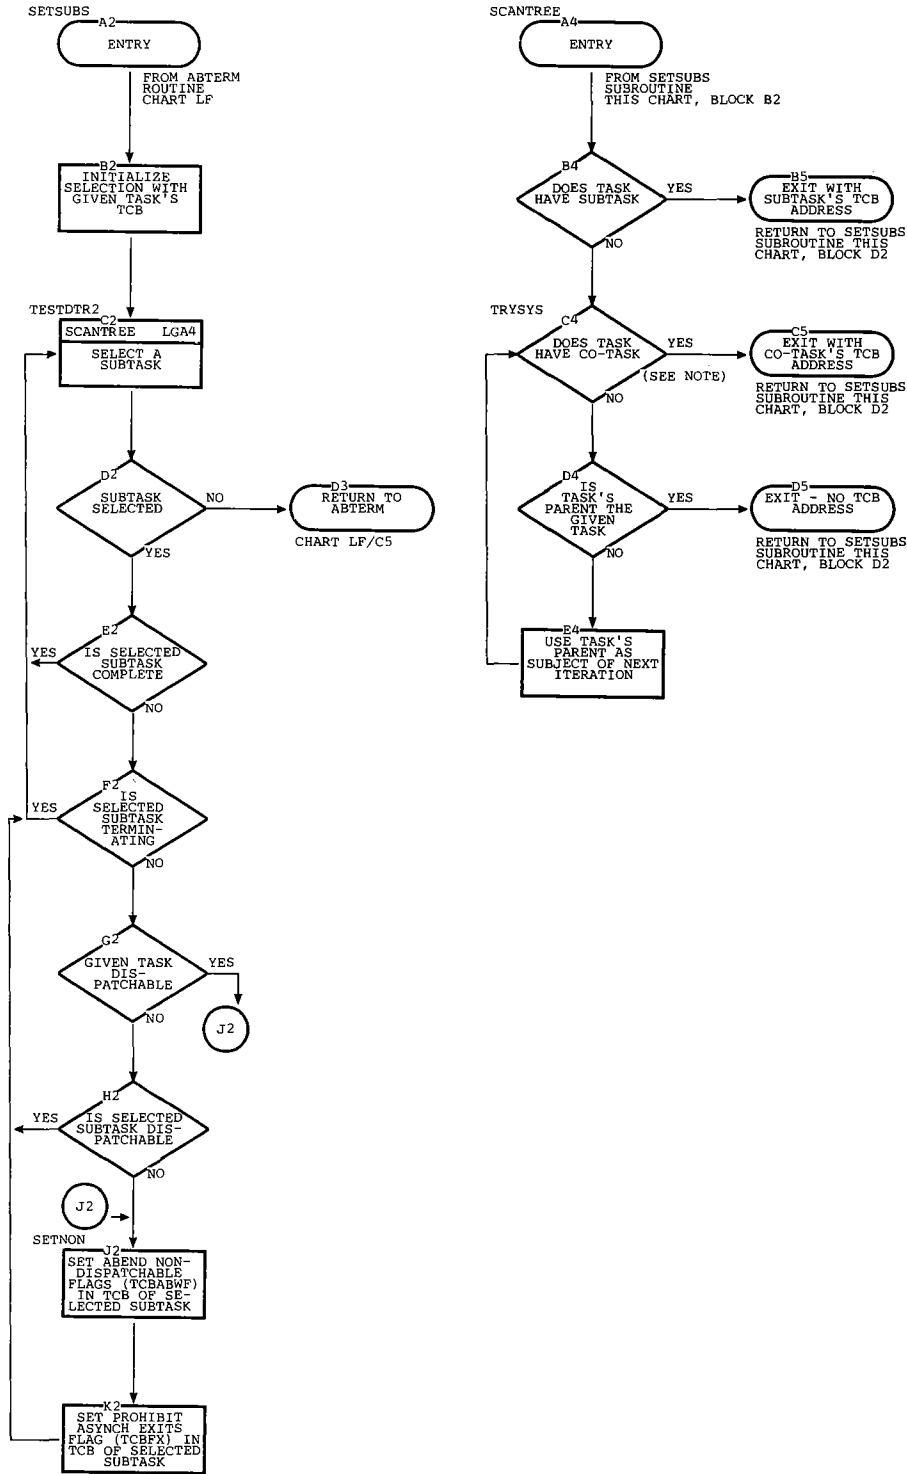 SETSUBS
A2
ENTRY
FROM ABTERM
ROUTINE
CHART LF
B2
INITIALIZE
SELECTION WITH
GIVEN TASK'S
TCB
TESTDTR2
C2
SCANTREE LGA4
SELECT A
SUBTASK
D2
SUBTASK
SELECTED
NO
YES
D3
RETURN TO
ABTERM
CHART LF/C5
E2
IS SELECTED
SUBTASK
COMPLETE
YES
NO
F2
IS
SELECTED
SUBTASK
TERMIN-
ATING
YES
NO
G2
GIVEN TASK
DIS-
PATCHABLE
YES
NO
J2
H2
IS SELECTED
SUBTASK DIS-
PATCHABLE
YES
NO
J2
SETNON
J2
SET ABEND NON-
DISPATCHABLE
FLAGS (TCBABWF)
IN TCB OF SE-
LECTED SUBTASK
K2
SET PROHIBIT
ASYNCH EXITS
FLAG (TCBFX) IN
TCB OF SELECTED
SUBTASK
SCANTREE
A4
ENTRY
FROM SETSUBS
SUBROUTINE
THIS CHART, BLOCK B2
B4
DOES TASK
HAVE SUBTASK
YES
NO
B5
EXIT WITH
SUBTASK'S TCB
ADDRESS
RETURN TO SETSUBS
SUBROUTINE THIS
CHART, BLOCK D2
TRYSYS
C4
DOES TASK
HAVE CO-TASK
YES
(SEE NOTE)
NO
C5
EXIT WITH
CO-TASK'S TCB
ADDRESS
RETURN TO SETSUBS
SUBROUTINE THIS
CHART, BLOCK D2
D4
IS
TASK'S
PARENT THE
GIVEN
TASK
YES
NO
D5
EXIT - NO TCB
ADDRESS
RETURN TO SETSUBS
SUBROUTINE THIS
CHART, BLOCK D2
E4
USE TASK'S
PARENT AS
SUBJECT OF NEXT
ITERATION